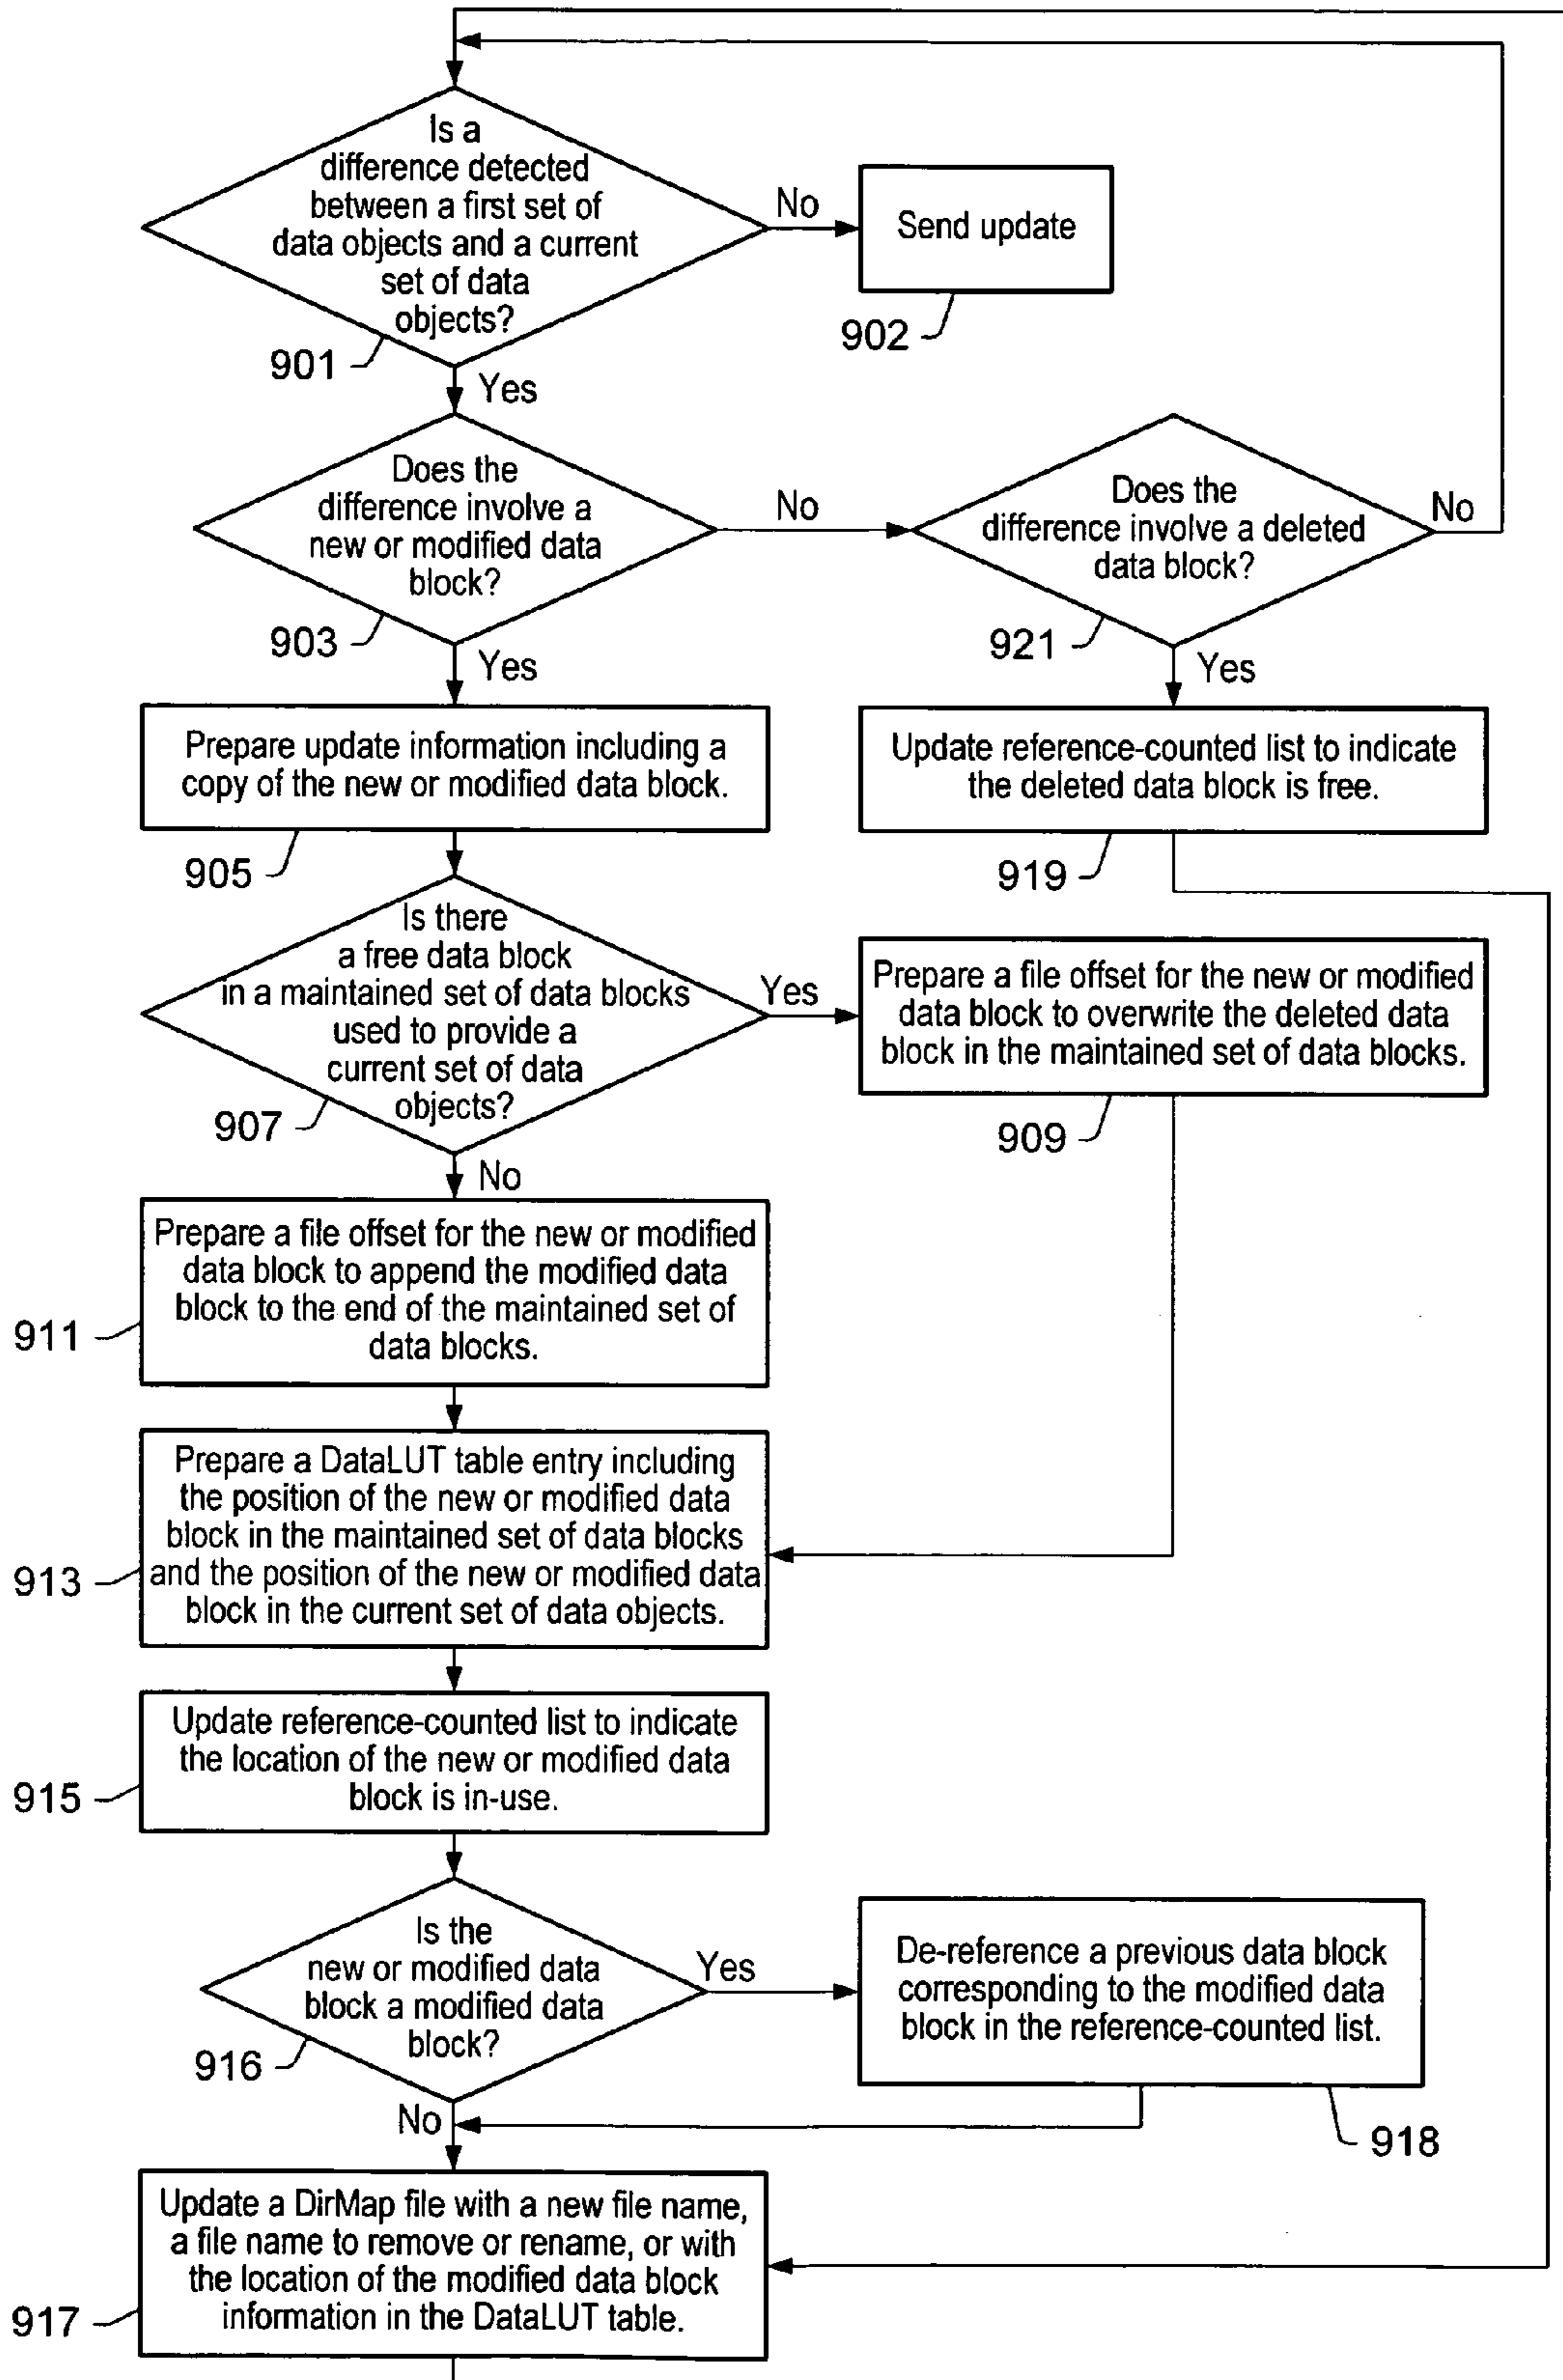 Is a
difference detected
between a first set of
data objects and a current
set of data
objects?
901
No
Send update
902
Yes
Does the
difference involve a
new or modified data
block?
903
No
Does the
difference involve a deleted
data block?
921
No
Yes
Yes
Prepare update information including a
copy of the new or modified data block.
905
Update reference-counted list to indicate
the deleted data block is free.
919
Is there
a free data block
in a maintained set of data blocks
used to provide a
current set of data
objects?
907
Yes
Prepare a file offset for the new or modified
data block to overwrite the deleted data
block in the maintained set of data blocks.
909
No
Prepare a file offset for the new or modified
data block to append the modified data
block to the end of the maintained set of
data blocks.
911
Prepare a DataLUT table entry including
the position of the new or modified data
block in the maintained set of data blocks
and the position of the new or modified data
block in the current set of data objects.
913
Update reference-counted list to indicate
the location of the new or modified data
block is in-use.
915
Is the
new or modified data
block a modified data
block?
916
Yes
De-reference a previous data block
corresponding to the modified data
block in the reference-counted list.
918
No
Update a DirMap file with a new file name,
a file name to remove or rename, or with
the location of the modified data block
information in the DataLUT table.
917